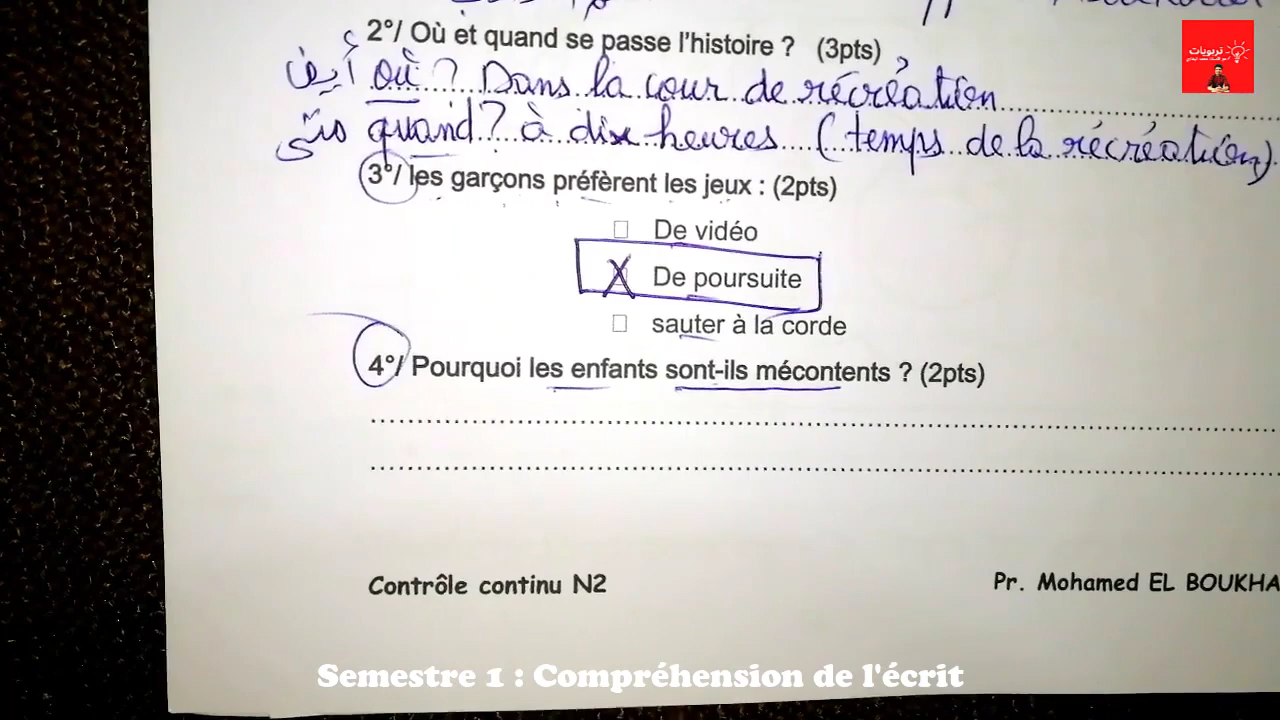 2°/ Où et quand se passe l'histoire ? (3pts)
أين où ? Dans la cour de récréation
متى quand ? à dix heures (temps de la récréation).
3°/ les garçons préfèrent les jeux : (2pts)
De vidéo
X De poursuite
sauter à la corde
4°/ Pourquoi les enfants sont-ils mécontents ? (2pts)
Contrôle continu N2
Pr. Mohamed EL BOUKHA
Semestre 1 : Compréhension de l'écrit
تربويات